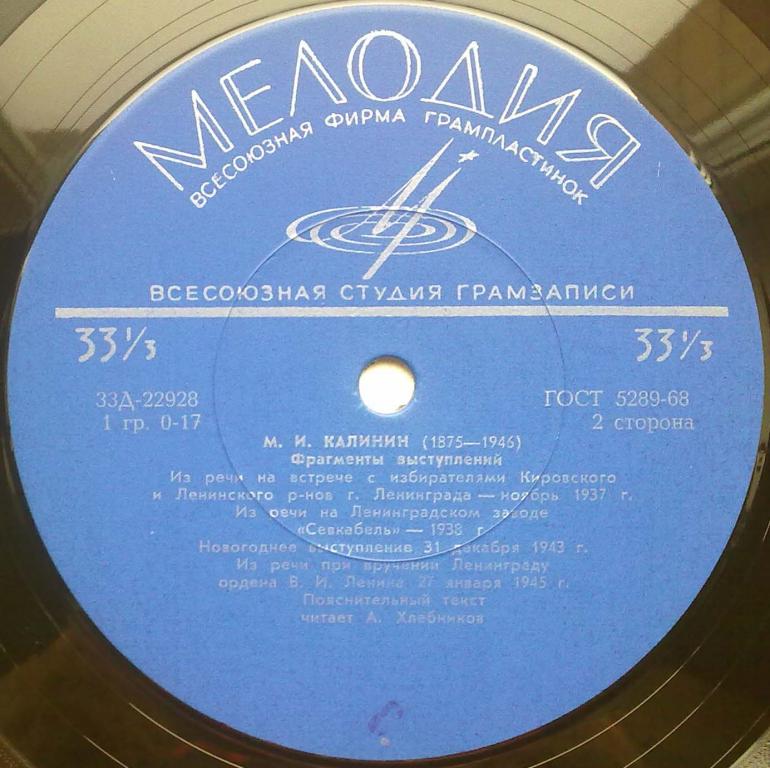 МЕЛОДИЯ
ВСЕСОЮЗНАЯ ФИРМА ГРАМПЛАСТИНОК
ВСЕСОЮЗНАЯ СТУДИЯ ГРАМЗАПИСИ
33⅓ 33⅓
33Д-22928 ГОСТ 5289-68
1 гр. 0-17 2 сторона
М. И. КАЛИНИН (1875—1946)
Фрагменты выступлений
Из речи на встрече с избирателями Кировского
и Ленинского р-нов г. Ленинграда — ноябрь 1937 г.
Из речи на Ленинградском заводе
«Севкабель» — 1938 г.
Новогоднее выступление 31 декабря 1943 г.
Из речи при вручении Ленинграду
ордена В. И. Ленина 27 января 1945 г.
Пояснительный текст
читает А. Хлебников